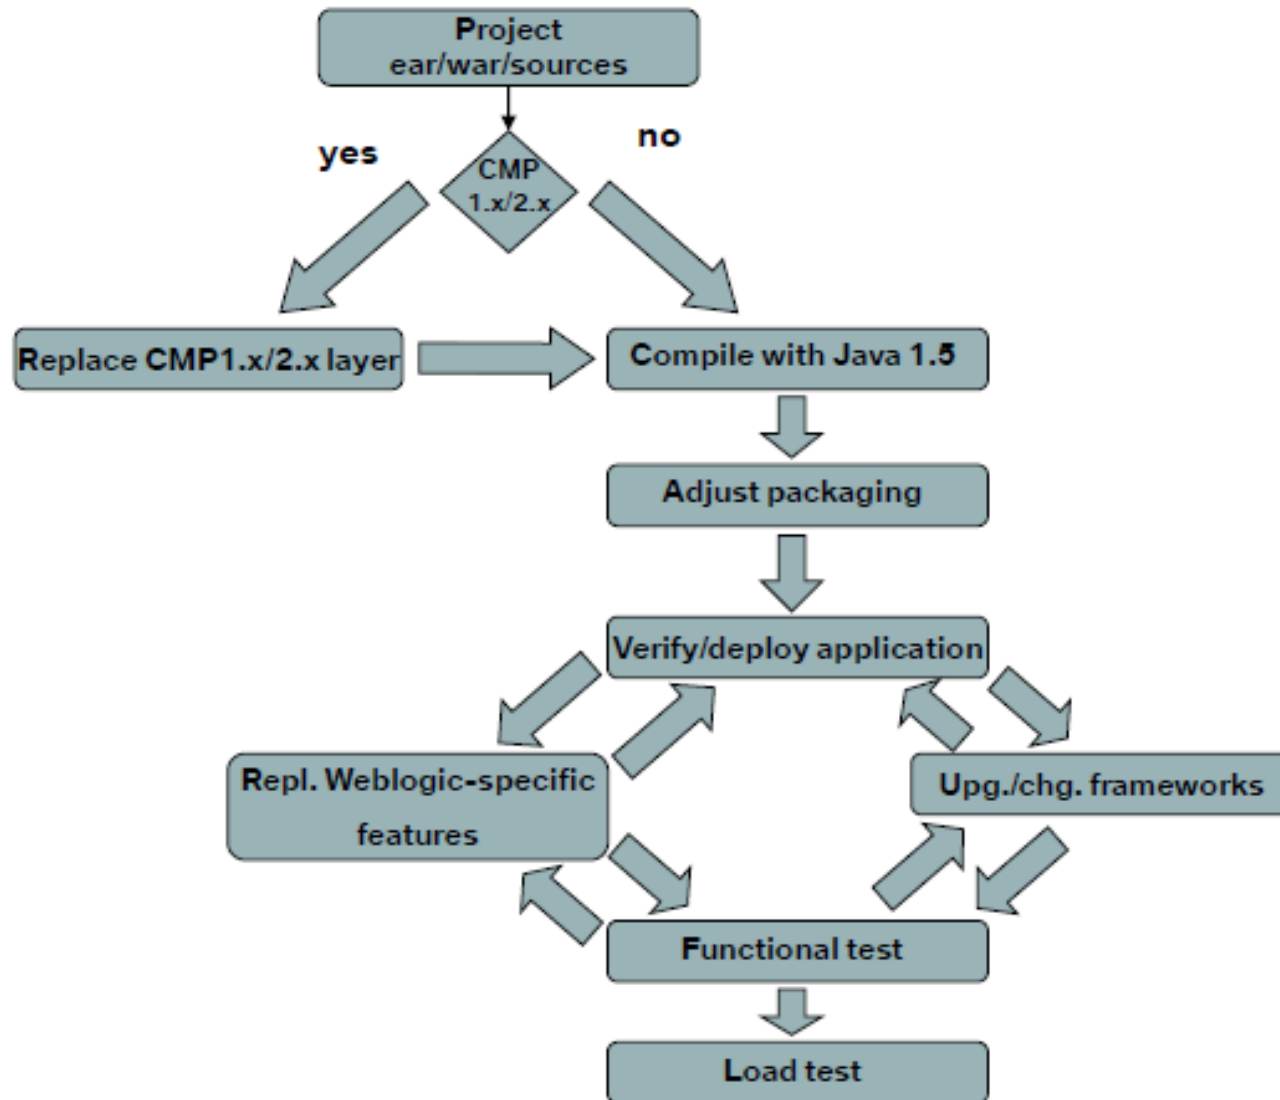 Project
ear/war/sources
yes
no
CMP
1.x/2.x
Replace CMP1.x/2.x layer
Compile with Java 1.5
Adjust packaging
Verify/deploy application
Repl. Weblogic-specific
features
Upg./chg. frameworks
Functional test
Load test